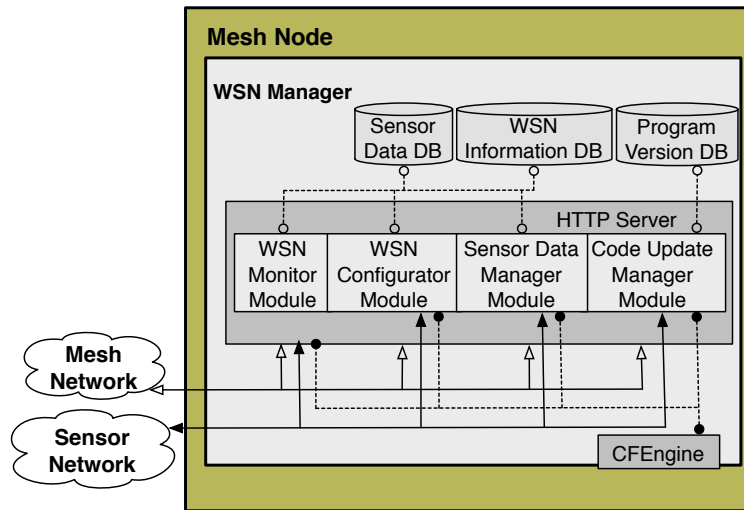 Mesh Node
WSN Manager
Sensor
Data DB
WSN
Information DB
Program
Version DB
HTTP Server
WSN
Monitor
Module
WSN
Configurator
Module
Sensor Data
Manager
Module
Code Update
Manager
Module
Mesh
Network
Sensor
Network
CFEngine